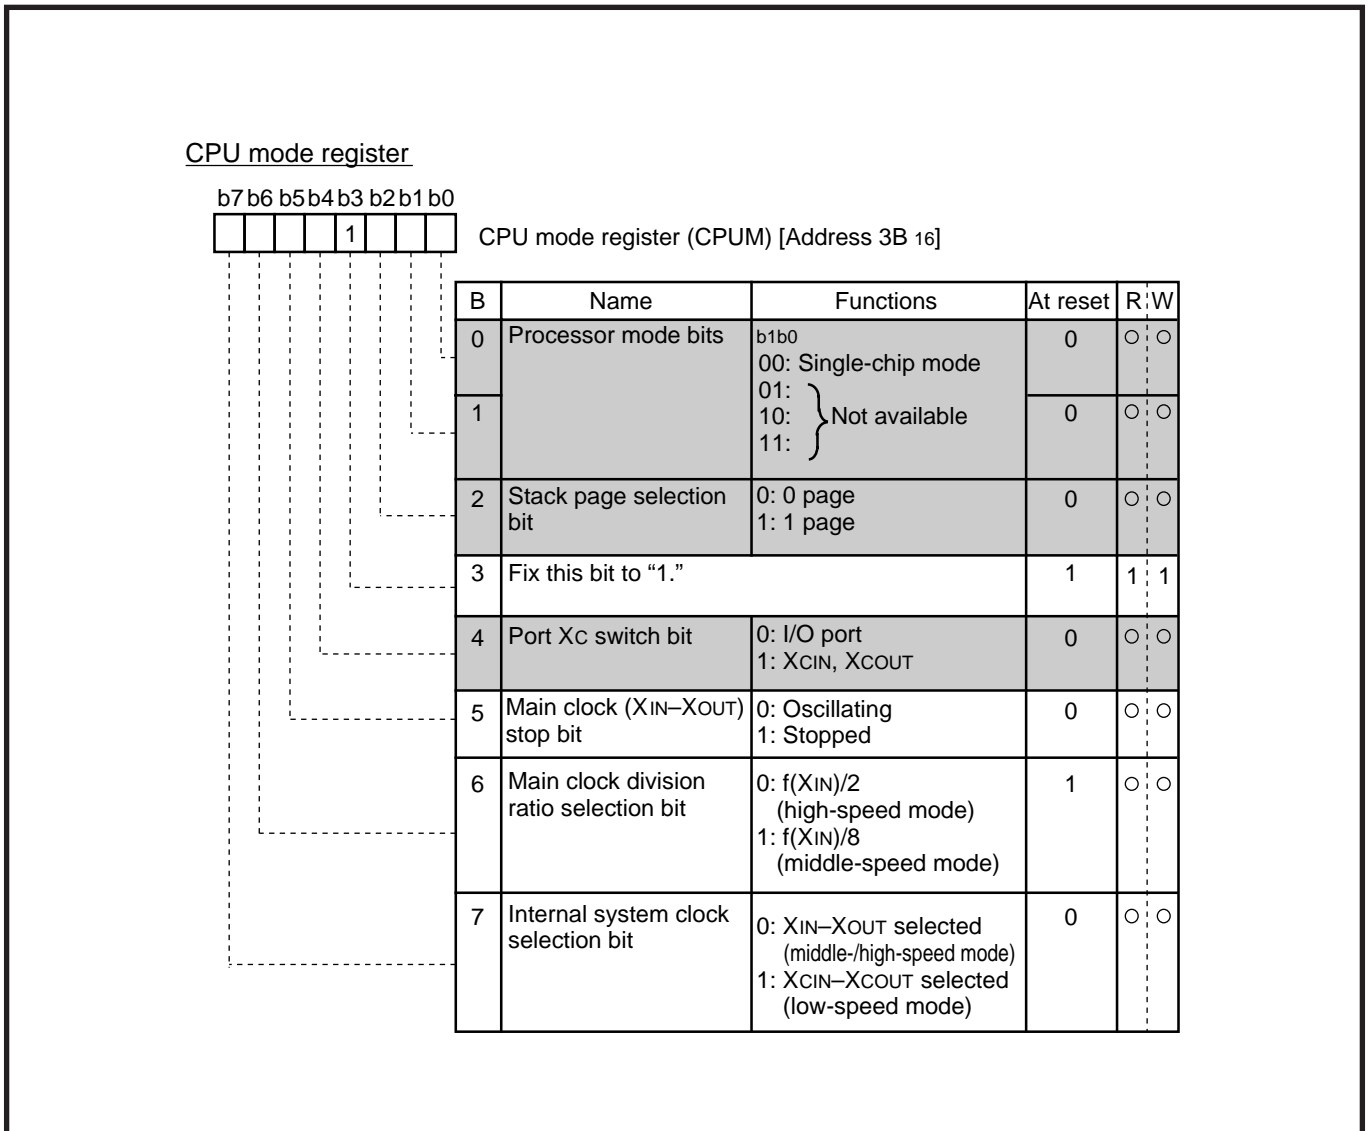 CPU mode register
b7 b6 b5 b4 b3 b2 b1 b0
1
CPU mode register (CPUM) [Address 3B 16]
B Name Functions At reset R W
0 Processor mode bits b1b0 0 ○ ○
00: Single-chip mode
01:
1 10: Not available 0 ○ ○
11:
2 Stack page selection 0: 0 page 0 ○ ○
bit 1: 1 page
3 Fix this bit to “1.” 1 1 1
4 Port XC switch bit 0: I/O port 0 ○ ○
1: XCIN, XCOUT
5 Main clock (XIN–XOUT) 0: Oscillating 0 ○ ○
stop bit 1: Stopped
6 Main clock division 0: f(XIN)/2 1 ○ ○
ratio selection bit (high-speed mode)
1: f(XIN)/8
(middle-speed mode)
7 Internal system clock 0: XIN–XOUT selected 0 ○ ○
selection bit (middle-/high-speed mode)
1: XCIN–XCOUT selected
(low-speed mode)